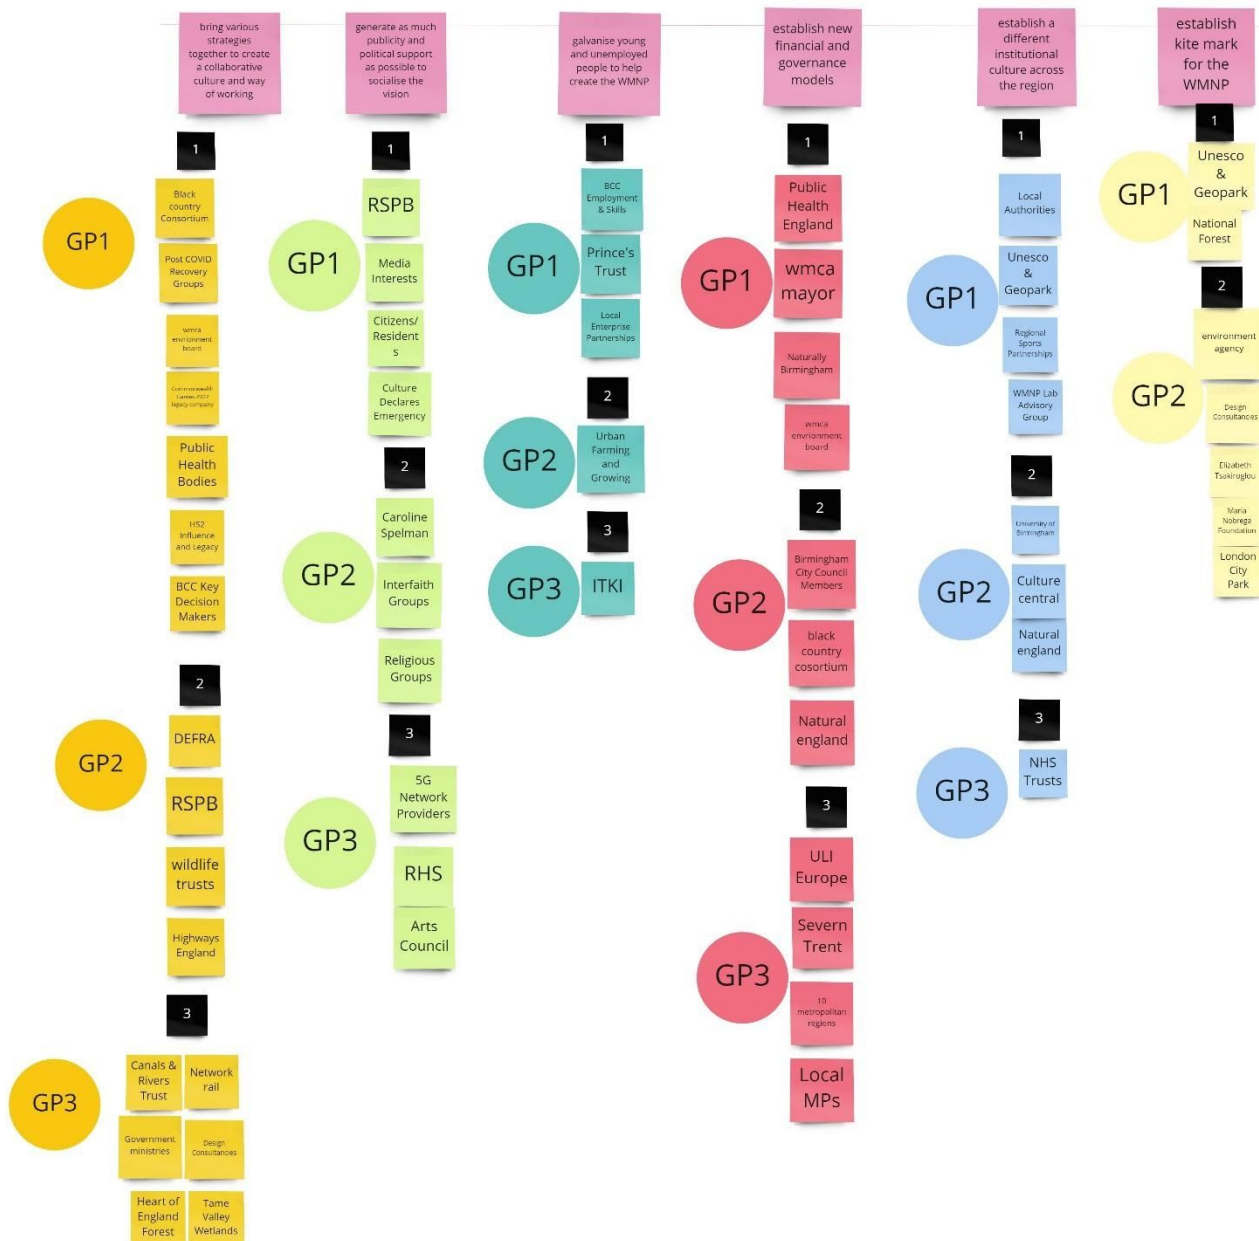 bring various
strategies
together to create
a collaborative
culture and way
of working
1
GP1
Black
country
Consortium
Post COVID
Recovery
Groups
wmca
envrionment
board
Commonwealth
Games 2022
legacy company
Public
Health
Bodies
HS2
Influence
and Legacy
BCC Key
Decision
Makers
2
GP2
DEFRA
RSPB
wildlife
trusts
Highways
England
3
GP3
Canals &
Rivers
Trust
Network
rail
Government
ministries
Design
Consultancies
Heart of
England
Forest
Tame
Valley
Wetlands
generate as much
publicity and
political support
as possible to
socialise the
vision
1
GP1
RSPB
Media
Interests
Citizens/
Resident
s
Culture
Declares
Emergency
2
GP2
Caroline
Spelman
Interfaith
Groups
Religious
Groups
3
GP3
5G
Network
Providers
RHS
Arts
Council
galvanise young
and unemployed
people to help
create the WMNP
1
GP1
BCC
Employment
& Skills
Prince's
Trust
Local
Enterprise
Partnerships
2
GP2
Urban
Farming
and
Growing
3
GP3
ITKI
establish new
financial and
governance
models
1
GP1
Public
Health
England
wmca
mayor
Naturally
Birmingham
wmca
envrionment
board
2
GP2
Birmingham
City Council
Members
black
country
cosortium
Natural
england
3
GP3
ULI
Europe
Severn
Trent
10
metropolitan
regions
Local
MPs
establish a
different
institutional
culture across
the region
1
GP1
Local
Authorities
Unesco
&
Geopark
Regional
Sports
Partnerships
WMNP Lab
Advisory
Group
2
GP2
University of
Birmingham
Culture
central
Natural
england
3
GP3
NHS
Trusts
establish
kite mark
for the
WMNP
1
GP1
Unesco
&
Geopark
National
Forest
2
GP2
environment
agency
Design
Consultancies
Elizabeth
Tsakiroglou
Maria
Nobrega
Foundation
London
City
Park